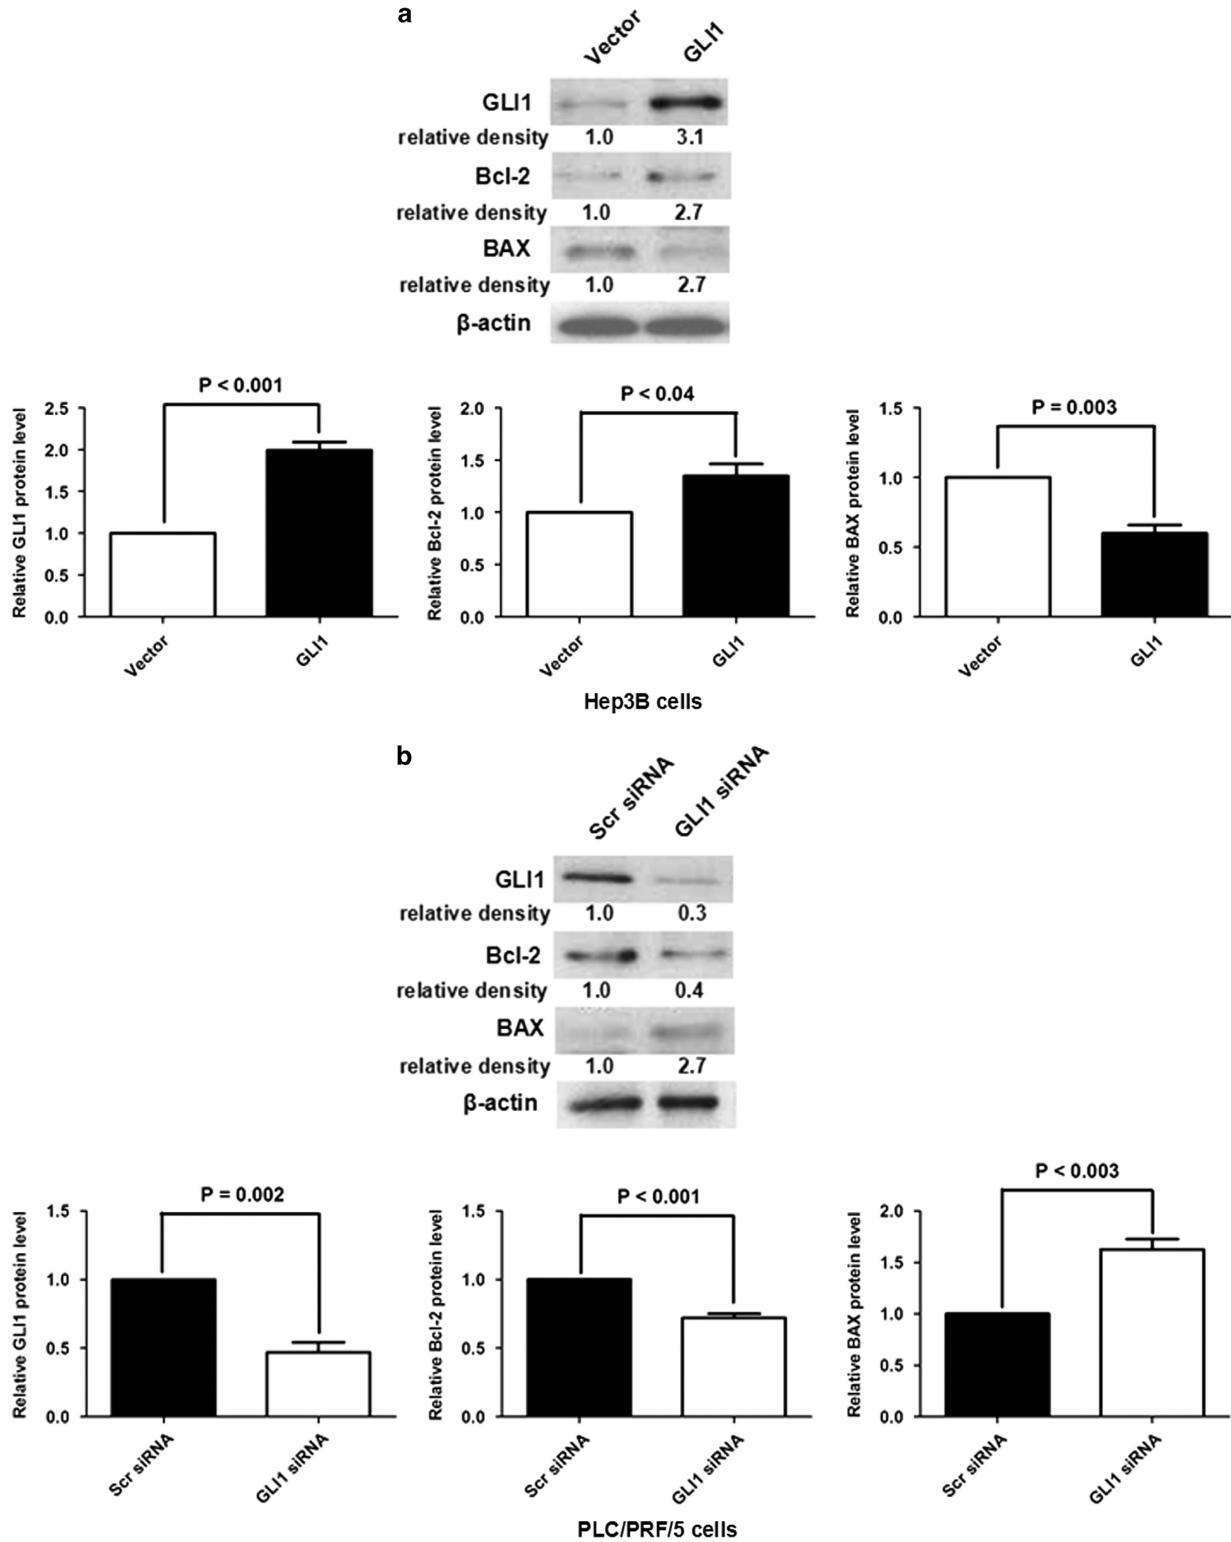 a
Vector GLI1
GLI1
relative density 1.0 3.1
Bcl-2
relative density 1.0 2.7
BAX
relative density 1.0 2.7
β-actin
P < 0.001
Relative GLI1 protein level
2.5
2.0
1.5
1.0
0.5
0.0
Vector GLI1
P < 0.04
Relative Bcl-2 protein level
2.0
1.5
1.0
0.5
0.0
Vector GLI1
P = 0.003
Relative BAX protein level
1.5
1.0
0.5
0.0
Vector GLI1
Hep3B cells
b
Scr siRNA GLI1 siRNA
GLI1
relative density 1.0 0.3
Bcl-2
relative density 1.0 0.4
BAX
relative density 1.0 2.7
β-actin
P = 0.002
Relative GLI1 protein level
1.5
1.0
0.5
0.0
Scr siRNA GLI1 siRNA
P < 0.001
Relative Bcl-2 protein level
1.5
1.0
0.5
0.0
Scr siRNA GLI1 siRNA
P < 0.003
Relative BAX protein level
2.0
1.5
1.0
0.5
0.0
Scr siRNA GLI1 siRNA
PLC/PRF/5 cells